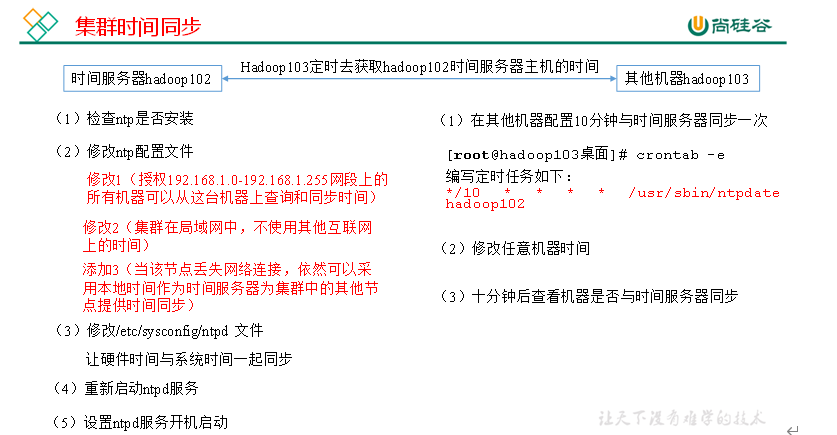 集群时间同步
尚硅谷
时间服务器hadoop102
Hadoop103定时去获取hadoop102时间服务器主机的时间
其他机器hadoop103
（1）检查ntp是否安装
（2）修改ntp配置文件
修改1（授权192.168.1.0-192.168.1.255网段上的
所有机器可以从这台机器上查询和同步时间）
修改2（集群在局域网中，不使用其他互联网
上的时间）
添加3（当该节点丢失网络连接，依然可以采
用本地时间作为时间服务器为集群中的其他节
点提供时间同步）
（3）修改/etc/sysconfig/ntpd 文件
让硬件时间与系统时间一起同步
（4）重新启动ntpd服务
（5）设置ntpd服务开机启动
（1）在其他机器配置10分钟与时间服务器同步一次
[root@hadoop103桌面]# crontab -e
编写定时任务如下：
*/10 * * * * /usr/sbin/ntpdate
hadoop102
（2）修改任意机器时间
（3）十分钟后查看机器是否与时间服务器同步
让天下没有难学的技术